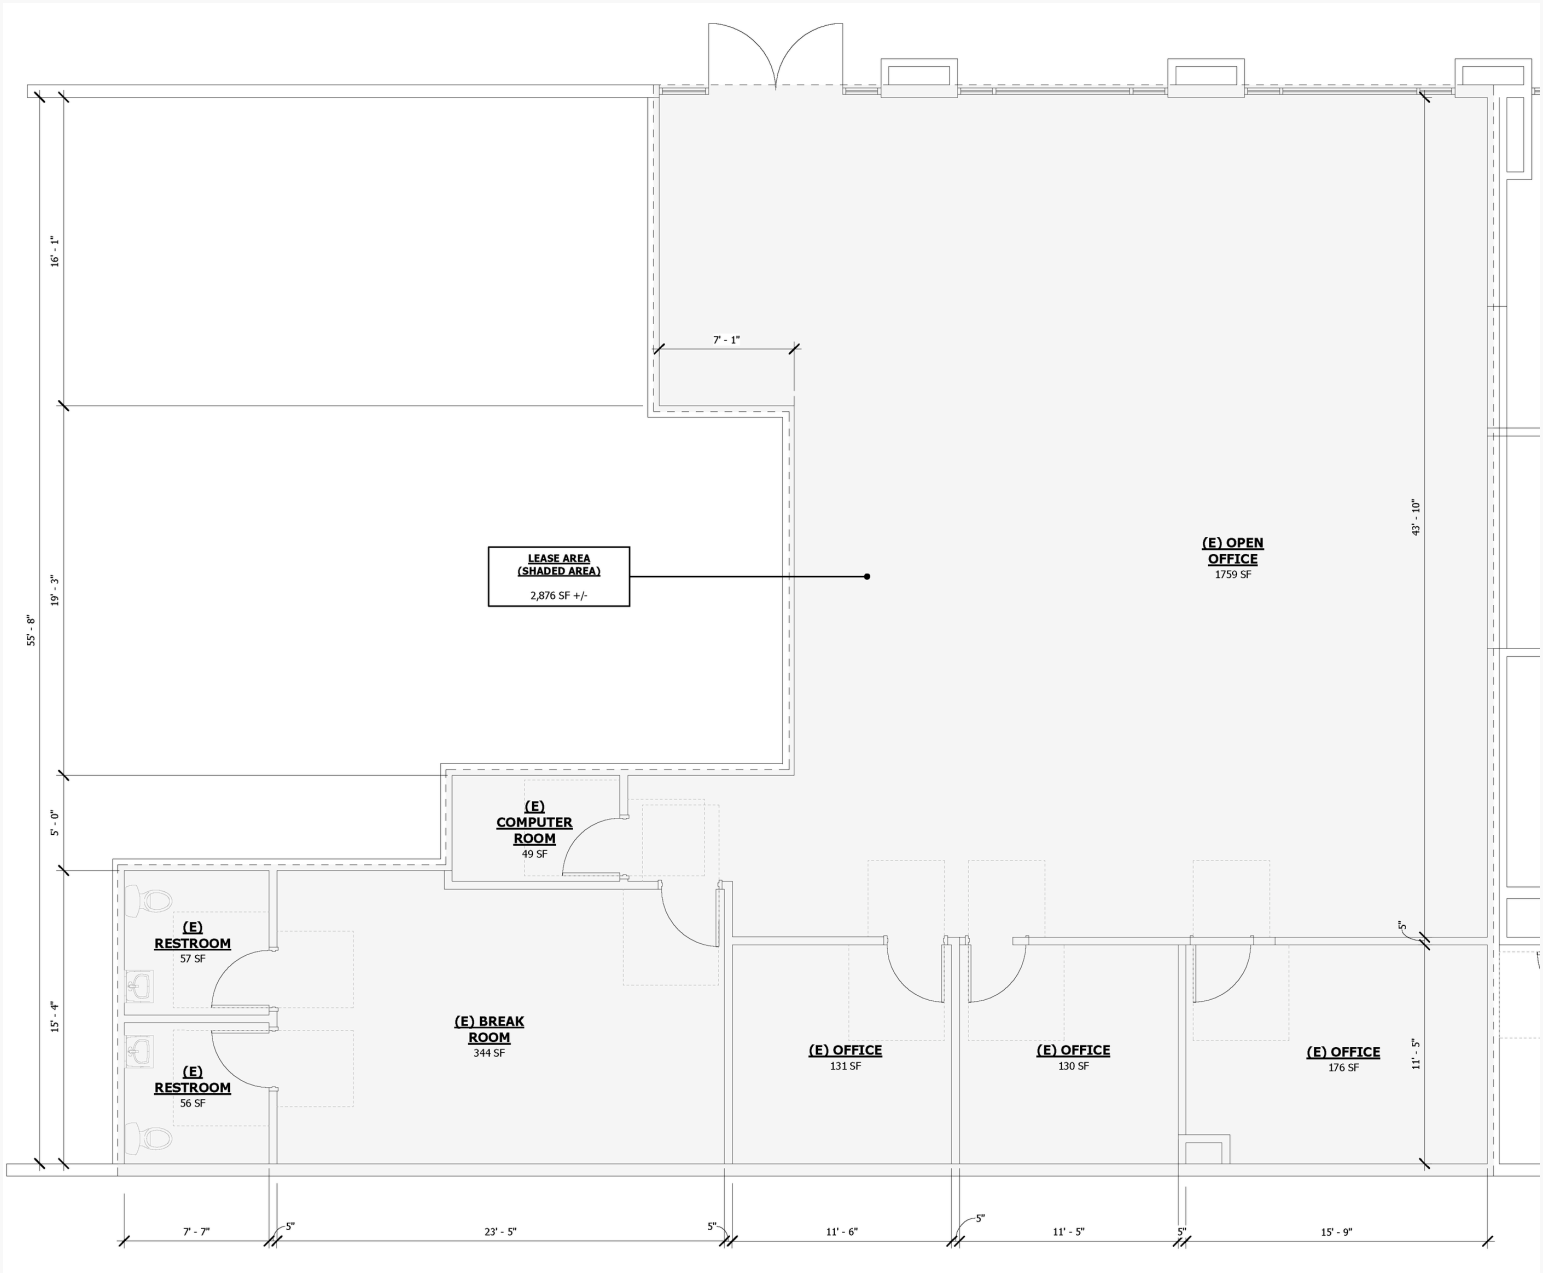 16' - 1"
7' - 1"
43' - 10"
(E) OPEN
OFFICE
1759 SF
LEASE AREA
(SHADED AREA)
2,876 SF +/-
19' - 3"
55' - 8"
5' - 0"
(E)
COMPUTER
ROOM
49 SF
(E)
RESTROOM
57 SF
5"
15' - 4"
(E) BREAK
ROOM
344 SF
(E) OFFICE
131 SF
(E) OFFICE
130 SF
(E) OFFICE
176 SF
11' - 5"
(E)
RESTROOM
56 SF
7' - 7"
5"
23' - 5"
5"
11' - 6"
5"
11' - 5"
5"
15' - 9"